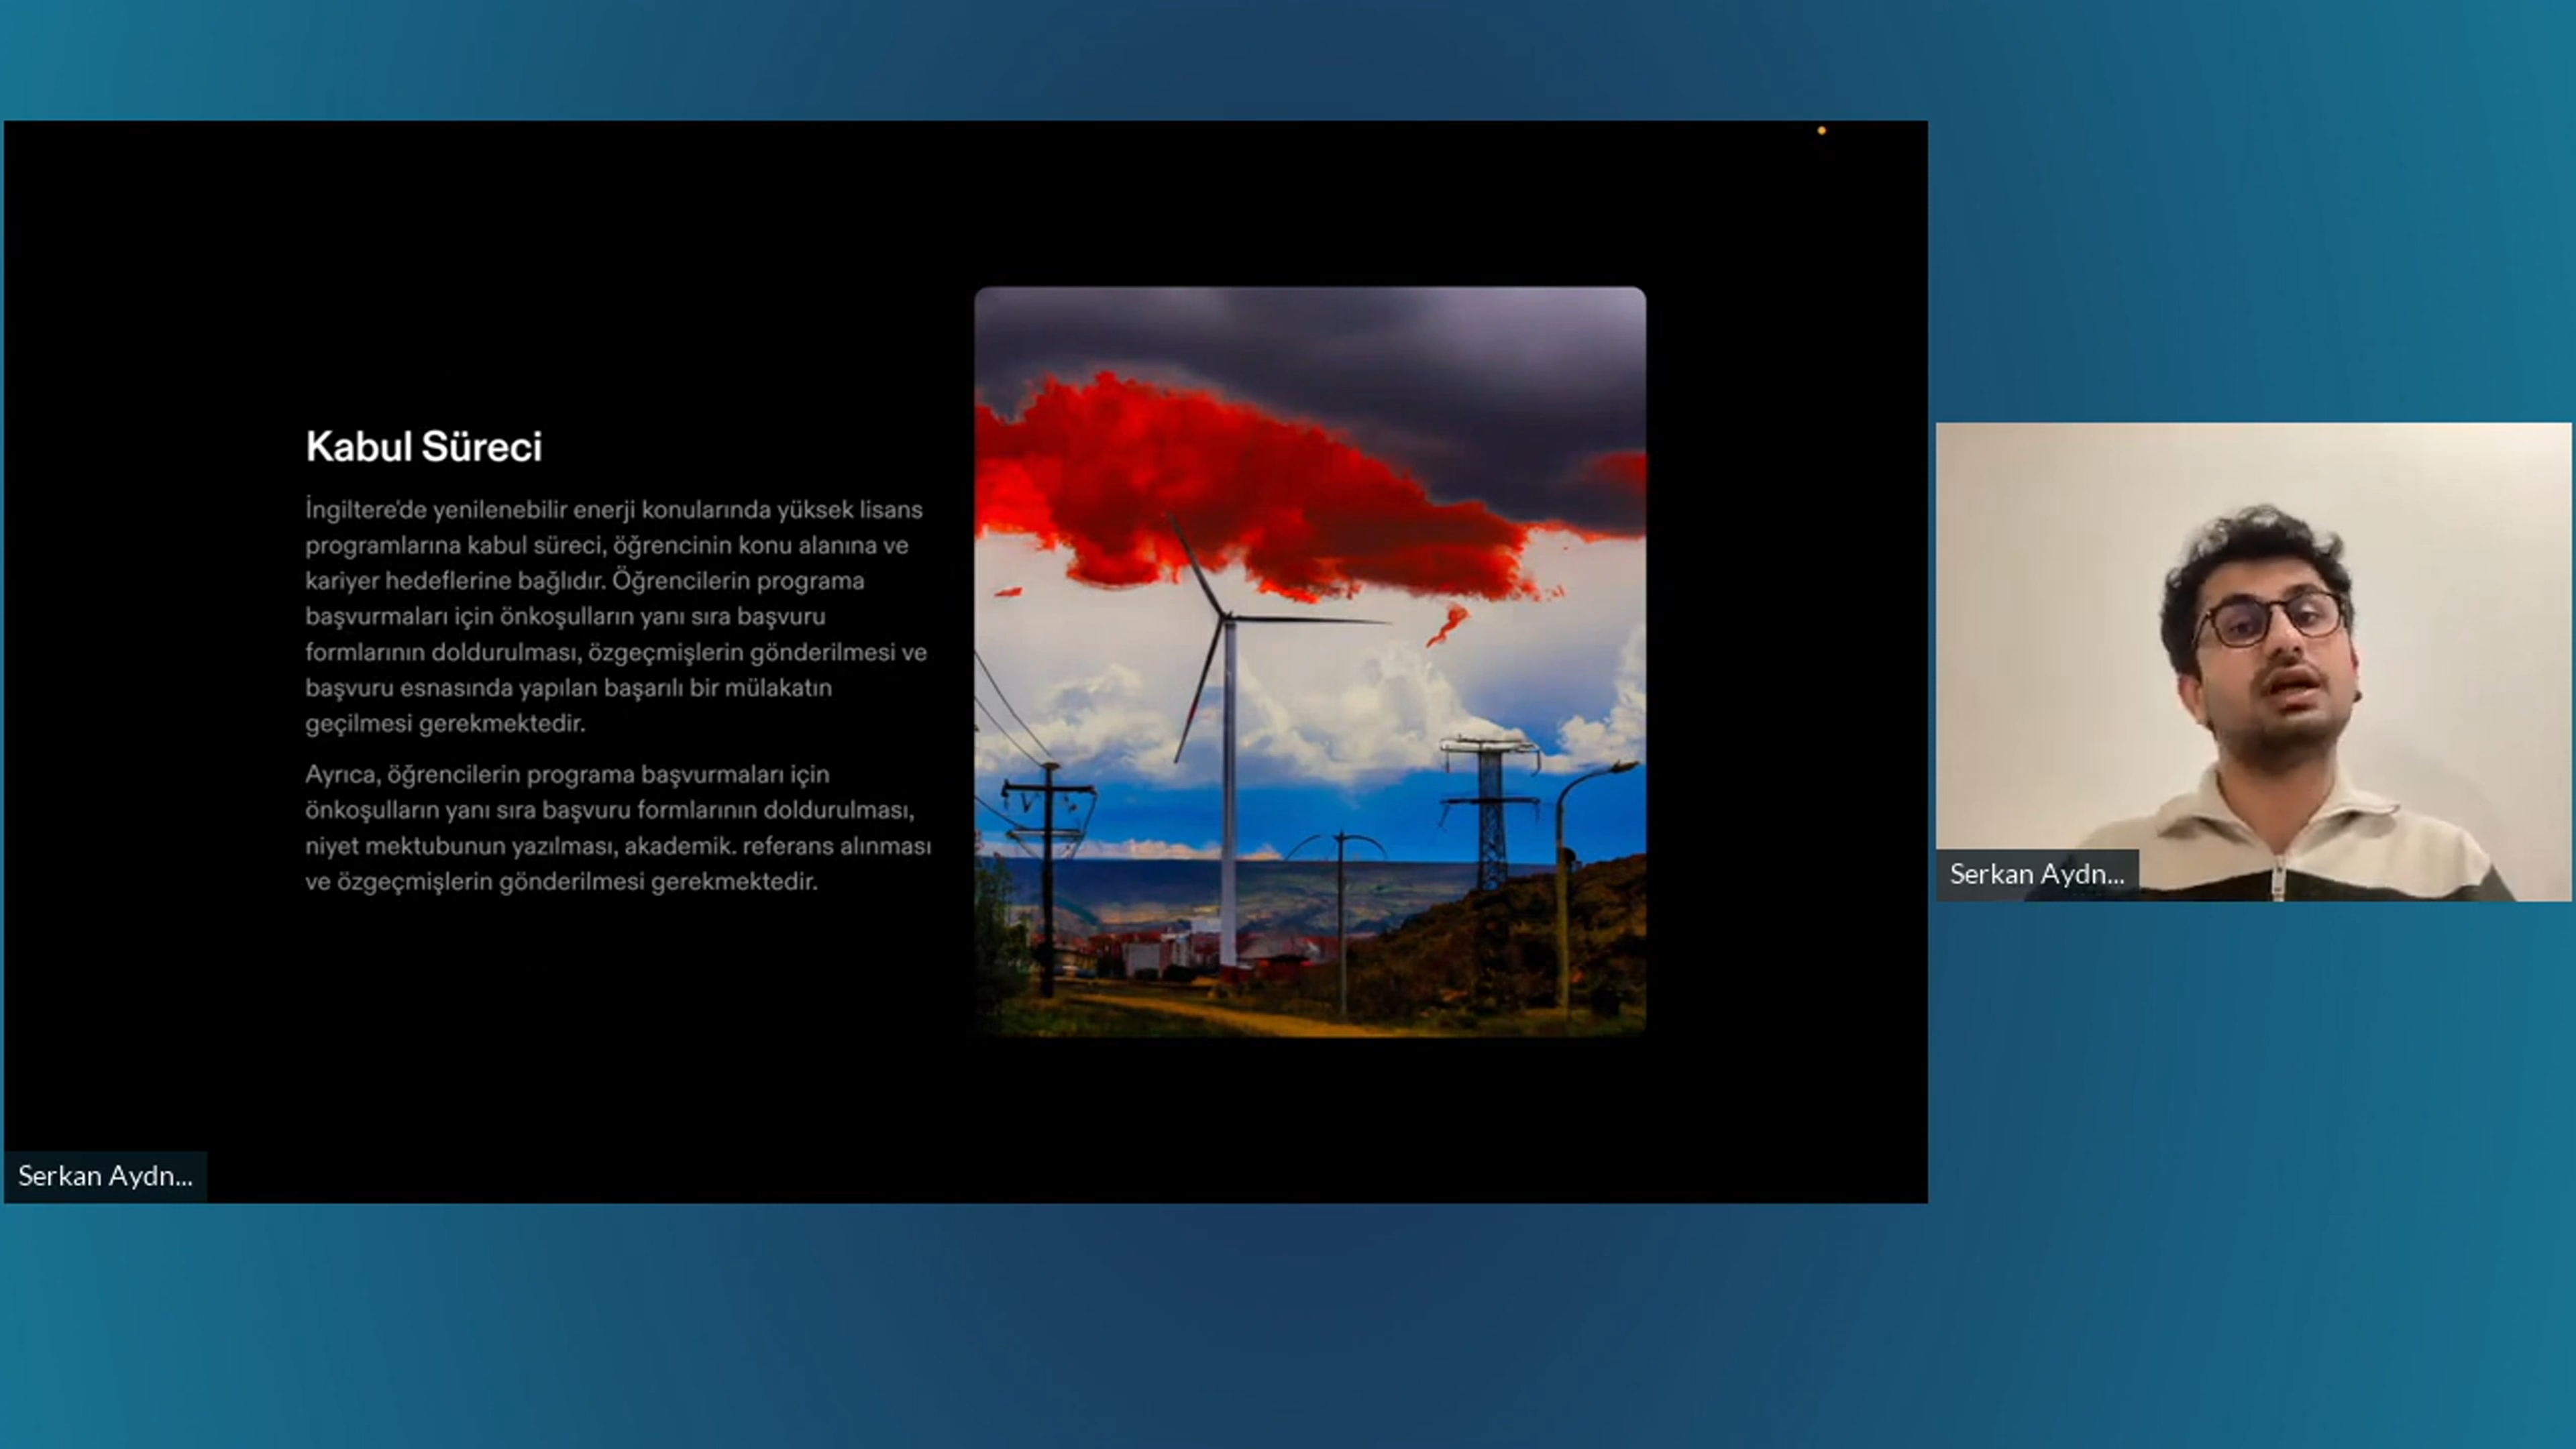 Kabul Süreci
İngiltere'de yenilenebilir enerji konularında yüksek lisans
programlarına kabul süreci, öğrencinin konu alanına ve
kariyer hedeflerine bağlıdır. Öğrencilerin programa
başvurmaları için önkoşulların yanı sıra başvuru
formlarının doldurulması, özgeçmişlerin gönderilmesi ve
başvuru esnasında yapılan başarılı bir mülakatın
geçilmesi gerekmektedir.
Ayrıca, öğrencilerin programa başvurmaları için
önkoşulların yanı sıra başvuru formlarının doldurulması,
niyet mektubunun yazılması, akademik. referans alınması
ve özgeçmişlerin gönderilmesi gerekmektedir.
Serkan Aydn...
Serkan Aydn...